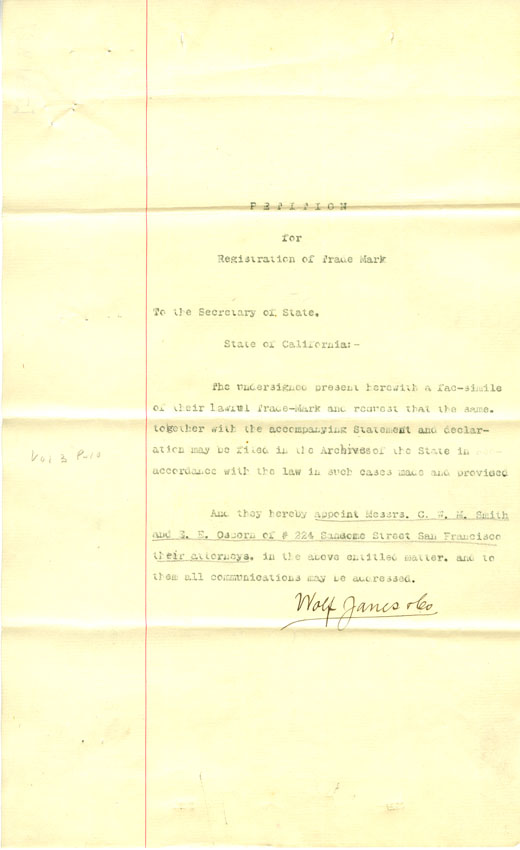 PETITION
for
Registration of Trade Mark
To the Secretary of State.
State of California:-
The undersigned present herewith a fac-simile
of their lawful Trade-Mark and request that the same.
together with the accompanying Statement and declar-
ation may be filed in the Archives of the State in
accordance with the law in such cases made and provided
And they hereby appoint Messrs. C. W. M. Smith
and E. E. Osborn of # 224 Sansome Street San Francisco
their attorneys. in the above entitled matter. and to
them all communications may be addressed.
Wolf James & Co